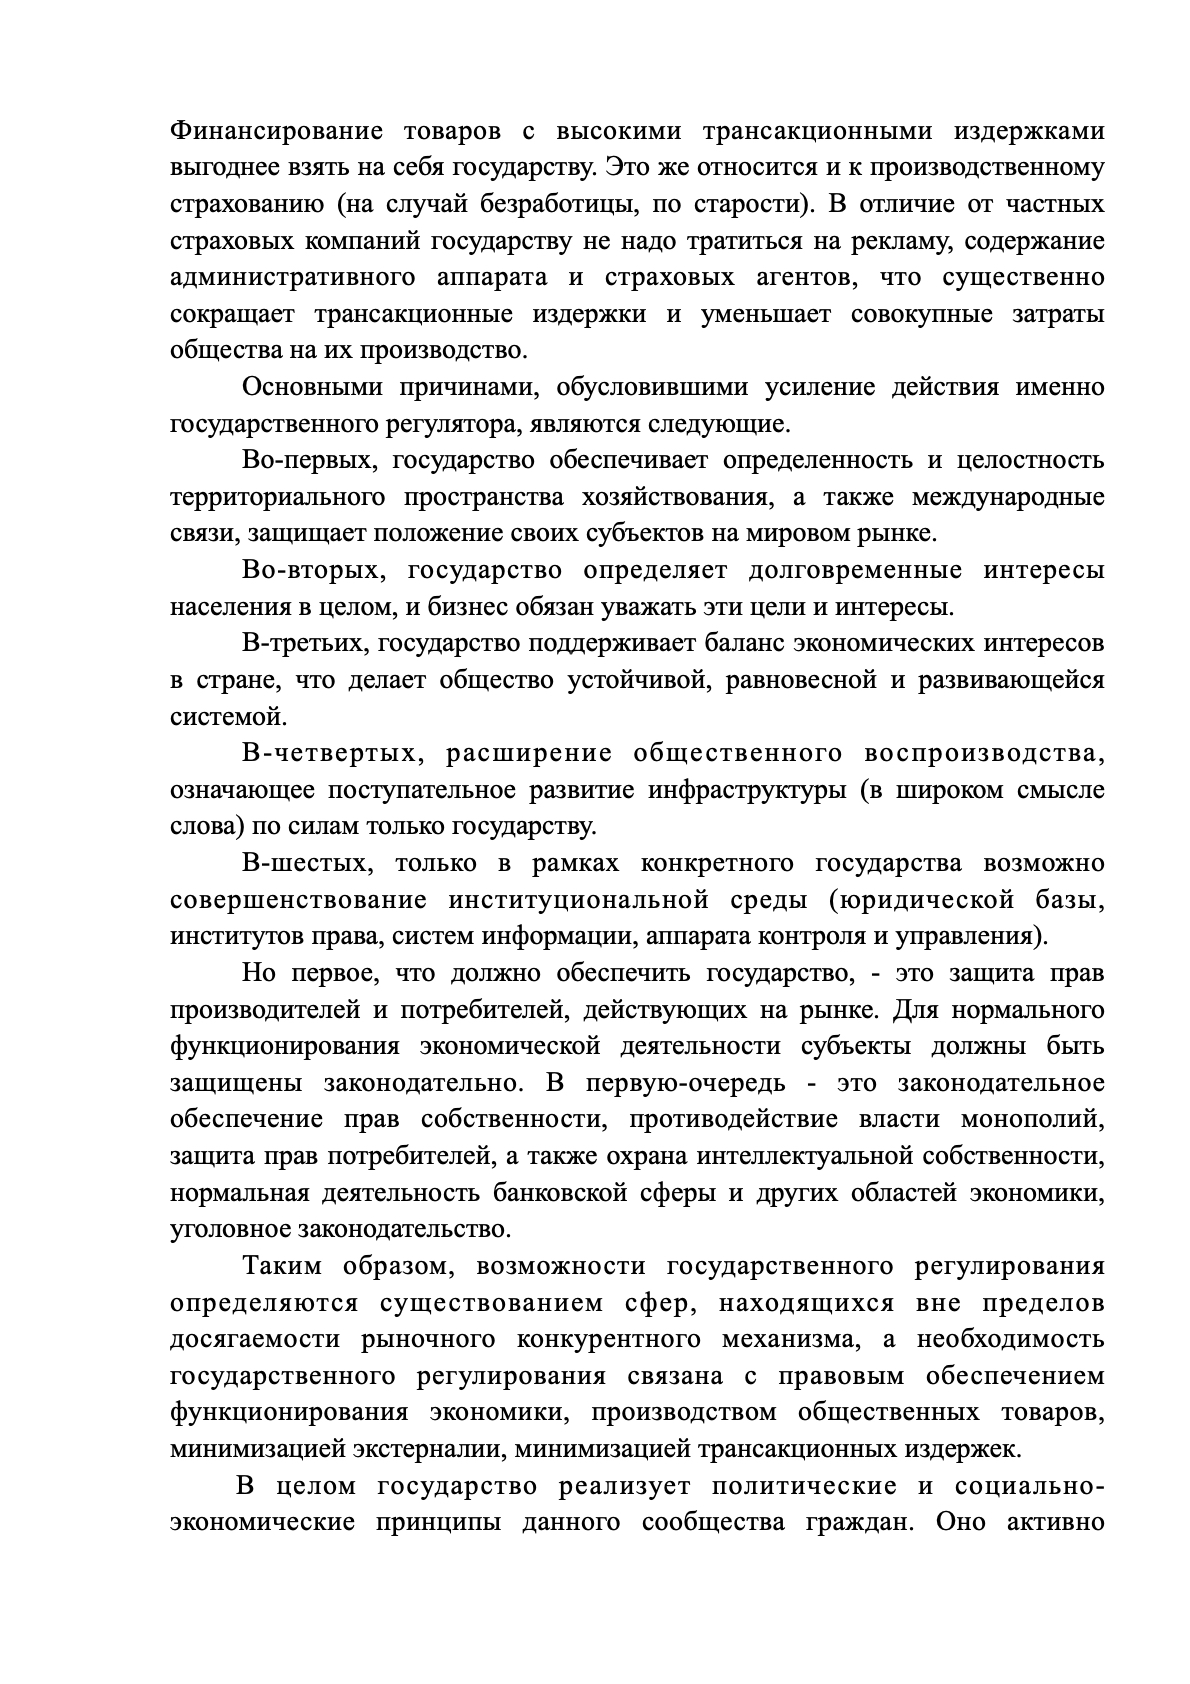 Финансирование товаров с высокими трансакционными издержками
выгоднее взять на себя государству. Это же относится и к производственному
страхованию (на случай безработицы, по старости). В отличие от частных
страховых компаний государству не надо тратиться на рекламу, содержание
административного аппарата и страховых агентов, что существенно
сокращает трансакционные издержки и уменьшает совокупные затраты
общества на их производство.
Основными причинами, обусловившими усиление действия именно
государственного регулятора, являются следующие.
Во-первых, государство обеспечивает определенность и целостность
территориального пространства хозяйствования, а также международные
связи, защищает положение своих субъектов на мировом рынке.
Во-вторых, государство определяет долговременные интересы
населения в целом, и бизнес обязан уважать эти цели и интересы.
В-третьих, государство поддерживает баланс экономических интересов
в стране, что делает общество устойчивой, равновесной и развивающейся
системой.
В-четвертых, расширение общественного воспроизводства,
означающее поступательное развитие инфраструктуры (в широком смысле
слова) по силам только государству.
В-шестых, только в рамках конкретного государства возможно
совершенствование институциональной среды (юридической базы,
институтов права, систем информации, аппарата контроля и управления).
Но первое, что должно обеспечить государство, - это защита прав
производителей и потребителей, действующих на рынке. Для нормального
функционирования экономической деятельности субъекты должны быть
защищены законодательно. В первую-очередь - это законодательное
обеспечение прав собственности, противодействие власти монополий,
защита прав потребителей, а также охрана интеллектуальной собственности,
нормальная деятельность банковской сферы и других областей экономики,
уголовное законодательство.
Таким образом, возможности государственного регулирования
определяются существованием сфер, находящихся вне пределов
досягаемости рыночного конкурентного механизма, а необходимость
государственного регулирования связана с правовым обеспечением
функционирования экономики, производством общественных товаров,
минимизацией экстерналии, минимизацией трансакционных издержек.
В целом государство реализует политические и социально-
экономические принципы данного сообщества граждан. Оно активно